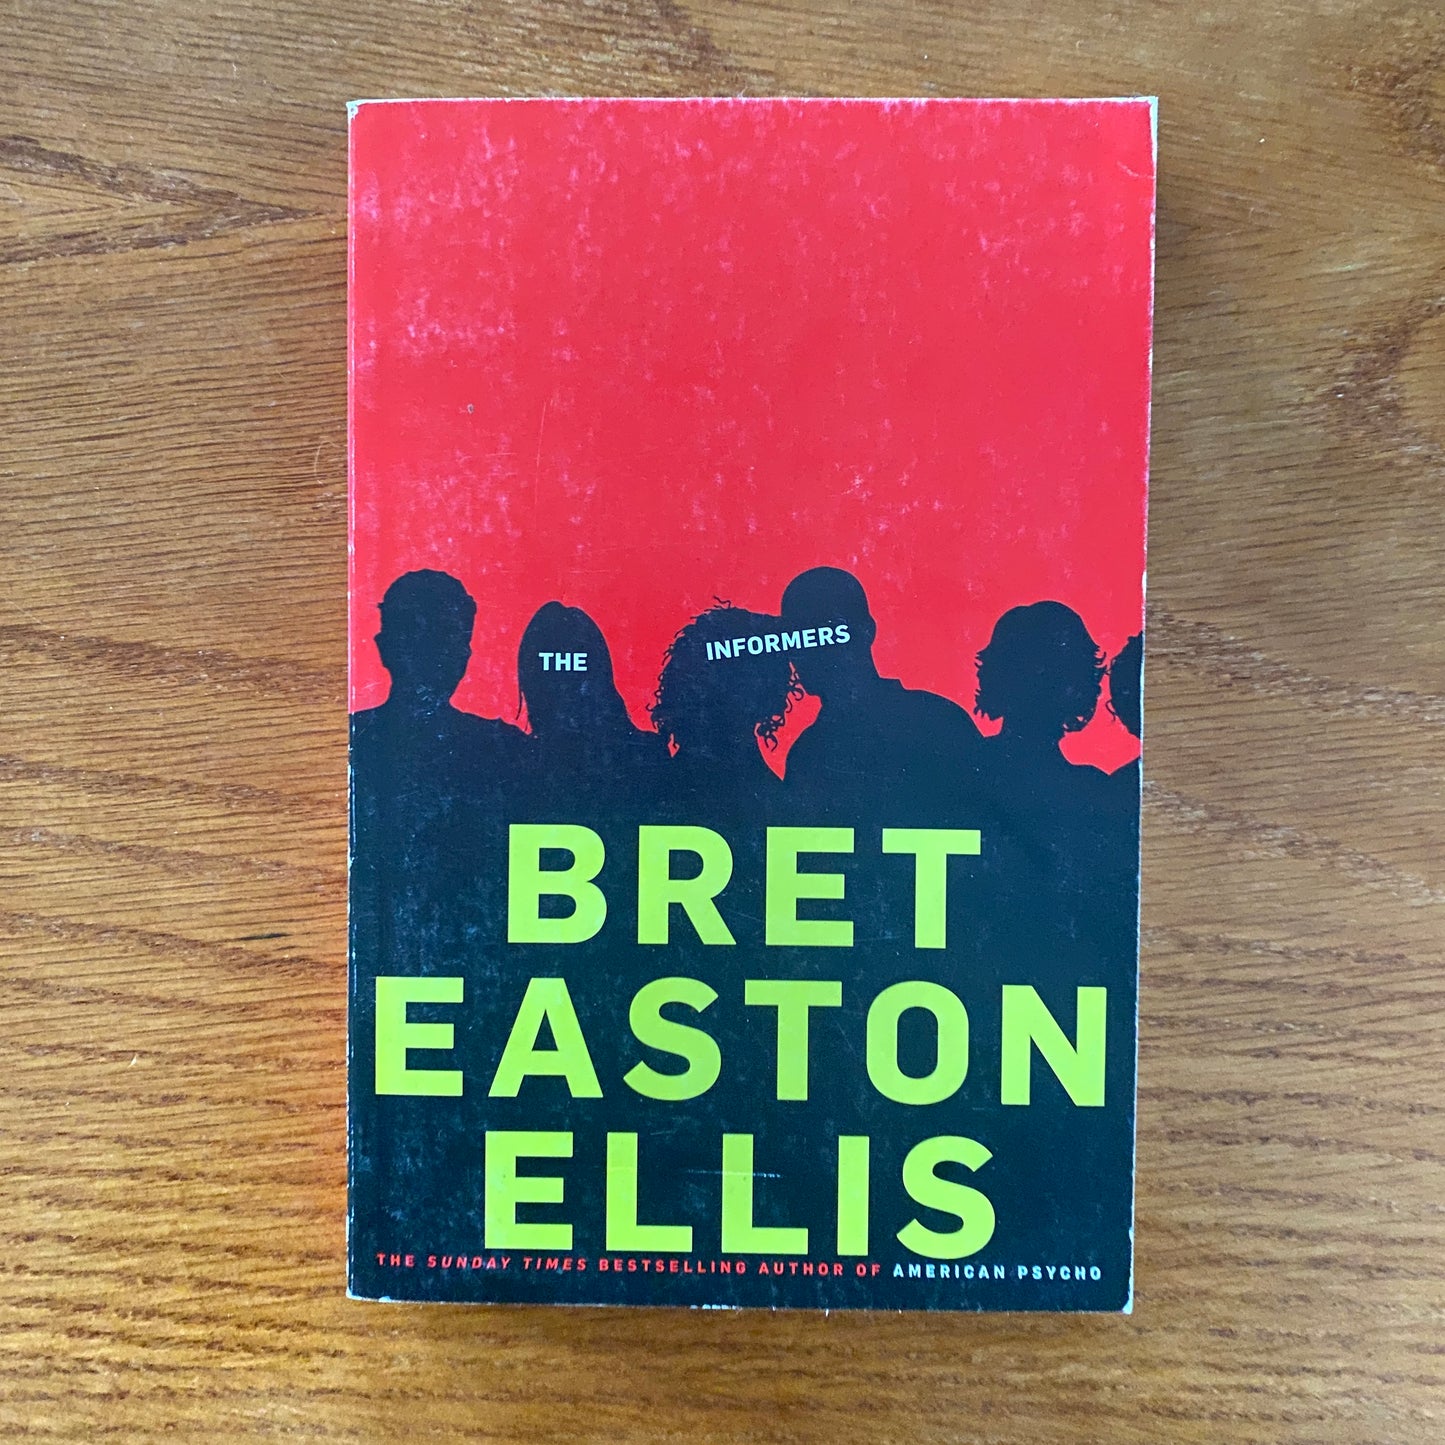 THE INFORMERS
BRET
EASTON
ELLIS
THE SUNDAY TIMES BESTSELLING AUTHOR OF AMERICAN PSYCHO